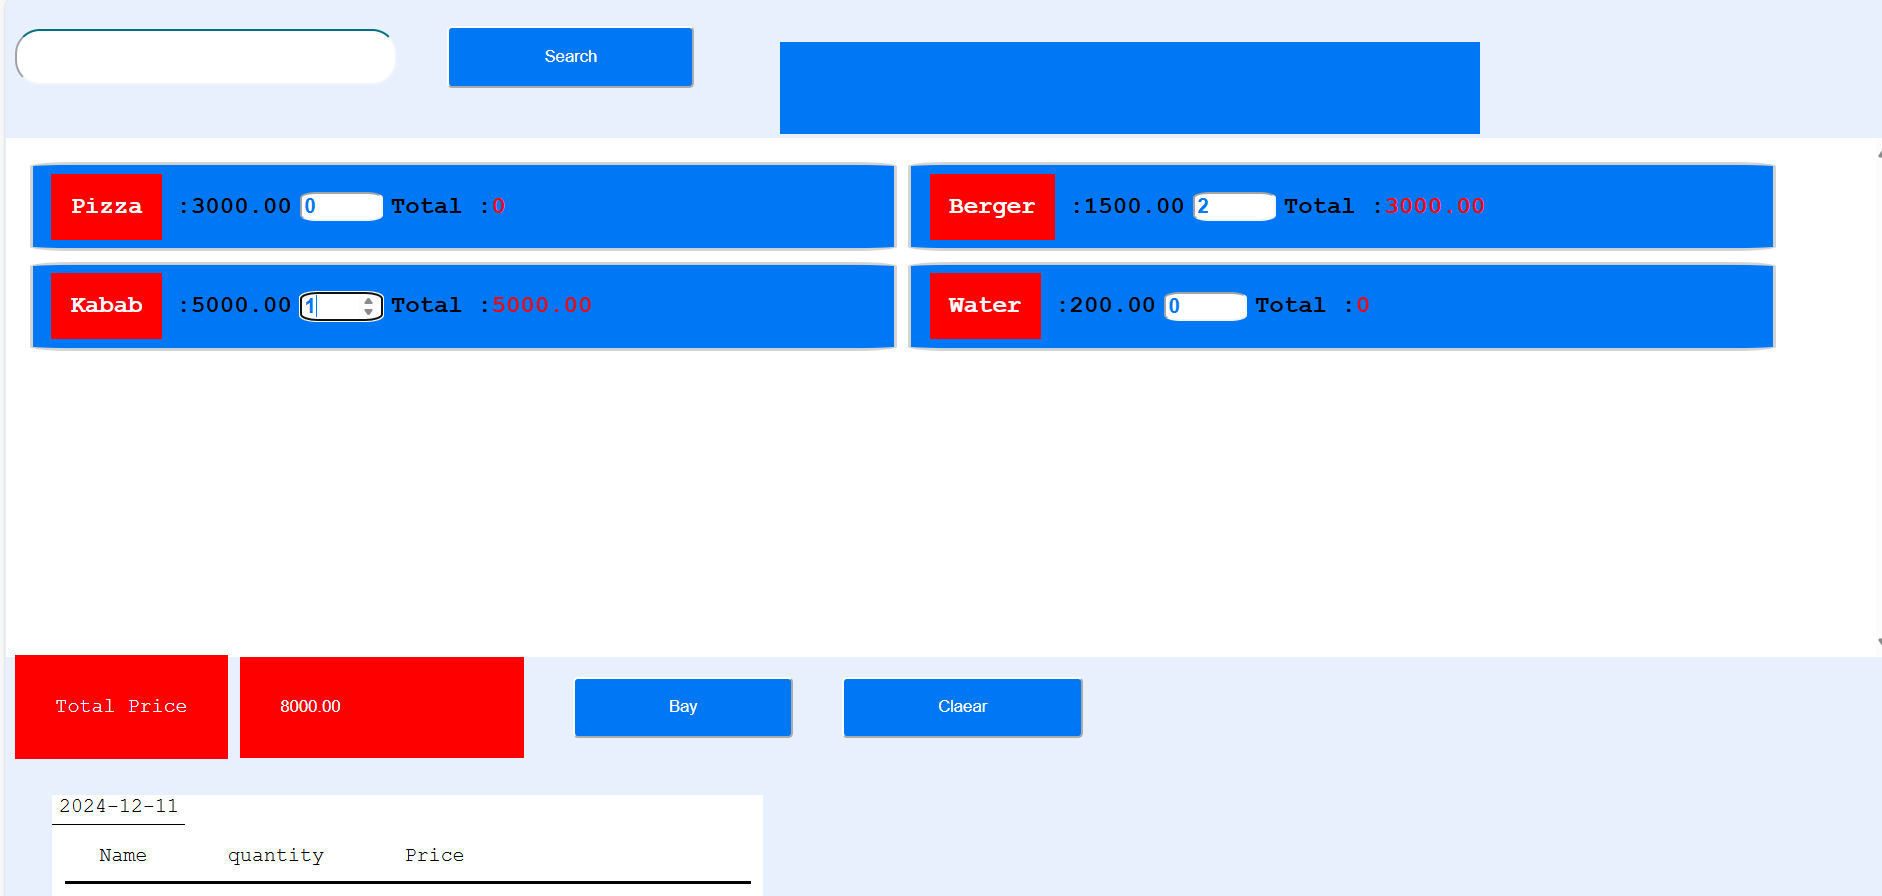 Search
Pizza :3000.00 0 Total :0
Berger :1500.00 2 Total :3000.00
Kabab :5000.00 1 Total :5000.00
Water :200.00 0 Total :0
Total Price 8000.00 Bay Claear
2024-12-11
Name quantity Price